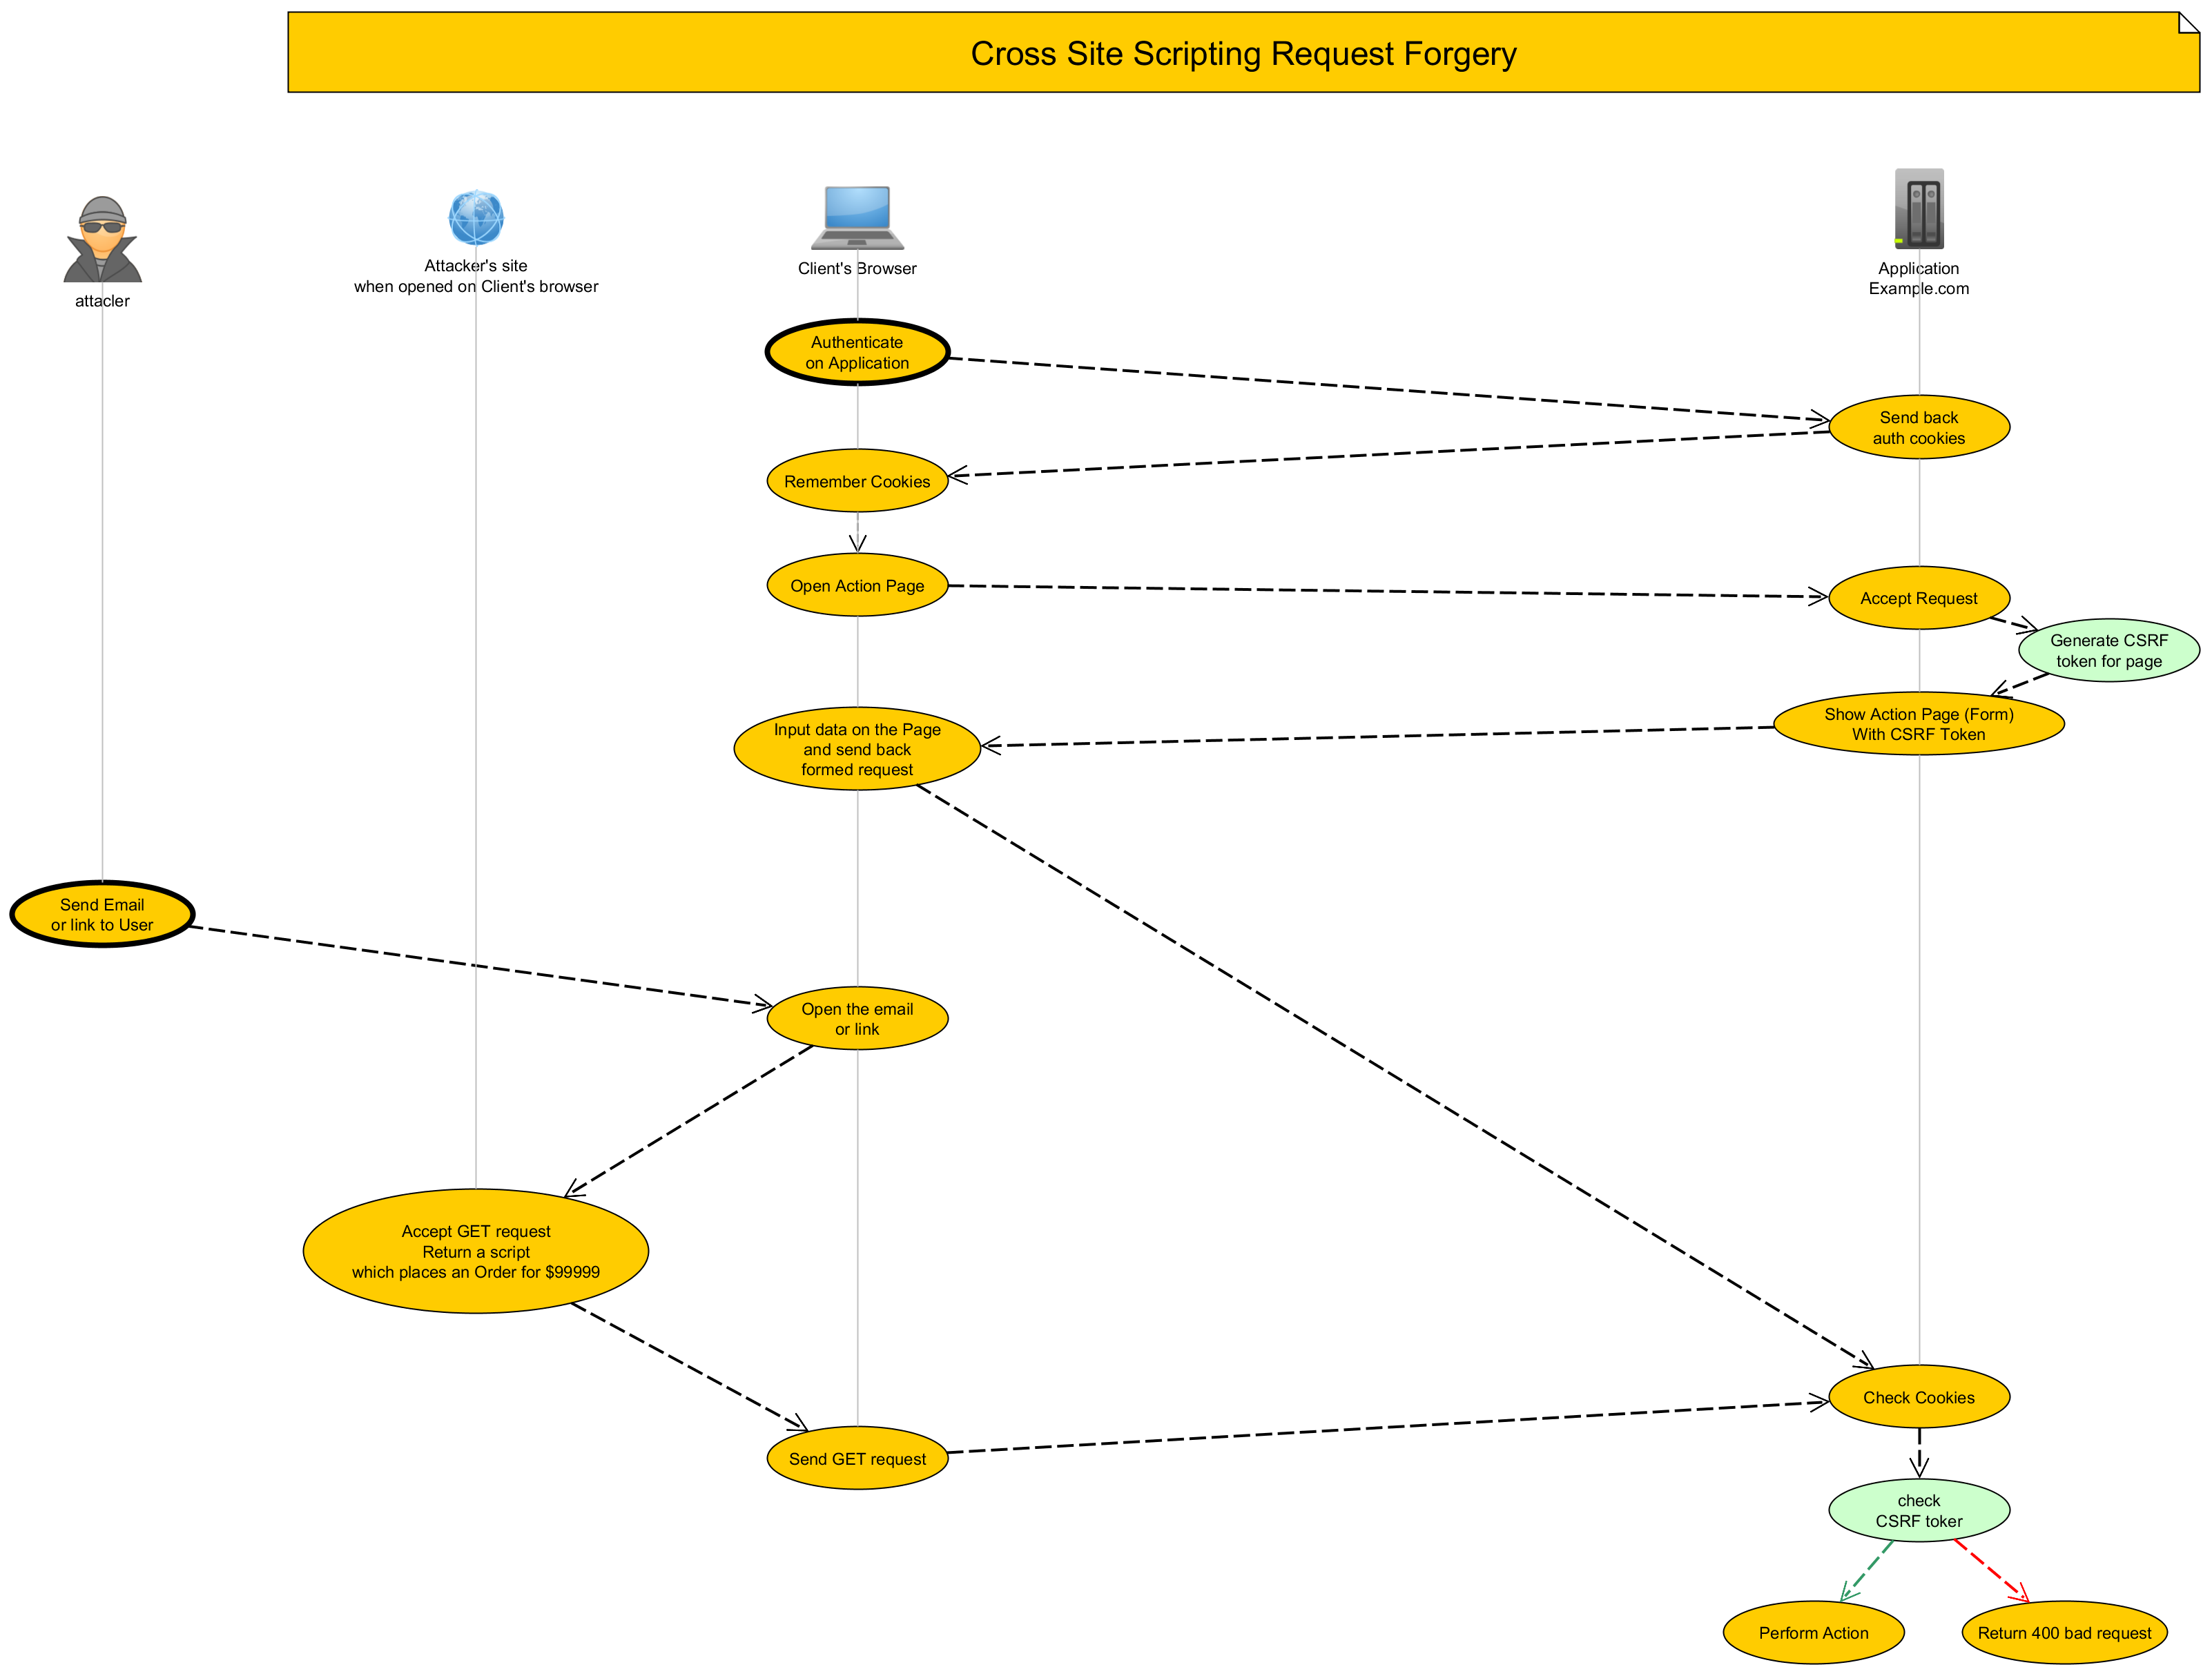 Cross Site Scripting Request Forgery
attacler
Attacker's site
when opened on Client's browser
Client's Browser
Application
Example.com
Authenticate
on Application
Send back
auth cookies
Remember Cookies
Open Action Page
Accept Request
Generate CSRF
token for page
Show Action Page (Form)
With CSRF Token
Input data on the Page
and send back
formed request
Send Email
or link to User
Open the email
or link
Accept GET request
Return a script
which places an Order for $99999
Check Cookies
Send GET request
check
CSRF toker
Perform Action
Return 400 bad request